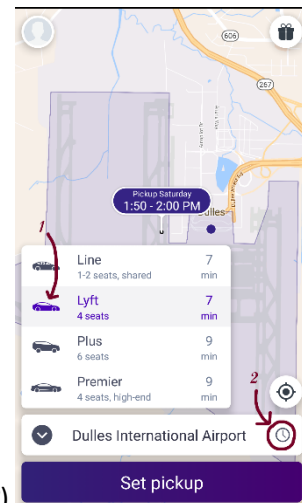 606
267
Pickup Saturday
1:50 - 2:00 PM
Dulles
1
Line 7
1-2 seats, shared min
Lyft 7
4 seats min
Plus 9
6 seats min
Premier 9
4 seats, high-end min
2
Dulles International Airport
Set pickup
)